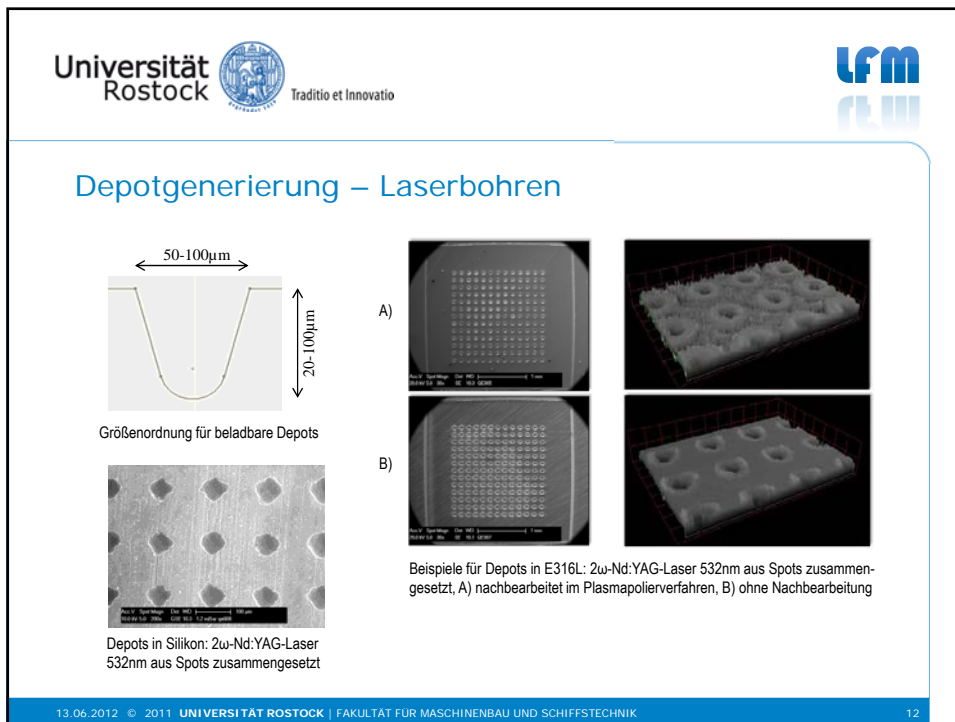 Universität
Rostock
Traditio et Innovatio
LFM
Depotgenerierung – Laserbohren
50-100µm
20-100µm
Größenordnung für beladbare Depots
Depots in Silikon: 2ω-Nd:YAG-Laser
532nm aus Spots zusammengesetzt
A)
B)
Beispiele für Depots in E316L: 2ω-Nd:YAG-Laser 532nm aus Spots zusammen-
gesetzt, A) nachbearbeitet im Plasmapolierverfahren, B) ohne Nachbearbeitung
13.06.2012 © 2011 UNIVERSITÄT ROSTOCK | FAKULTÄT FÜR MASCHINENBAU UND SCHIFFSTECHNIK
12